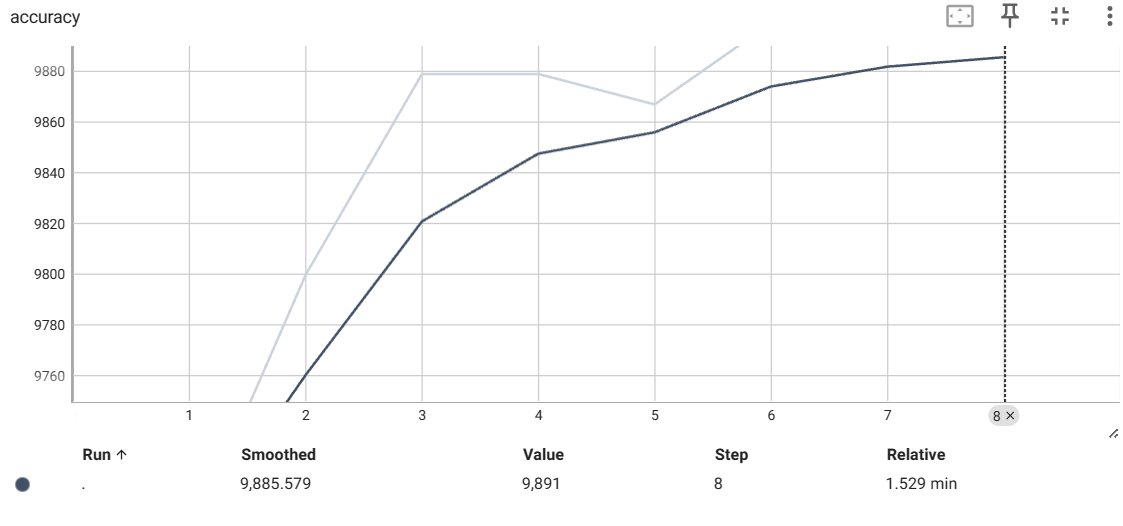 accuracy
9880
9860
9840
9820
9800
9780
9760
1 2 3 4 5 6 7 8 ×
Run ↑ Smoothed Value Step Relative
. 9,885.579 9,891 8 1.529 min